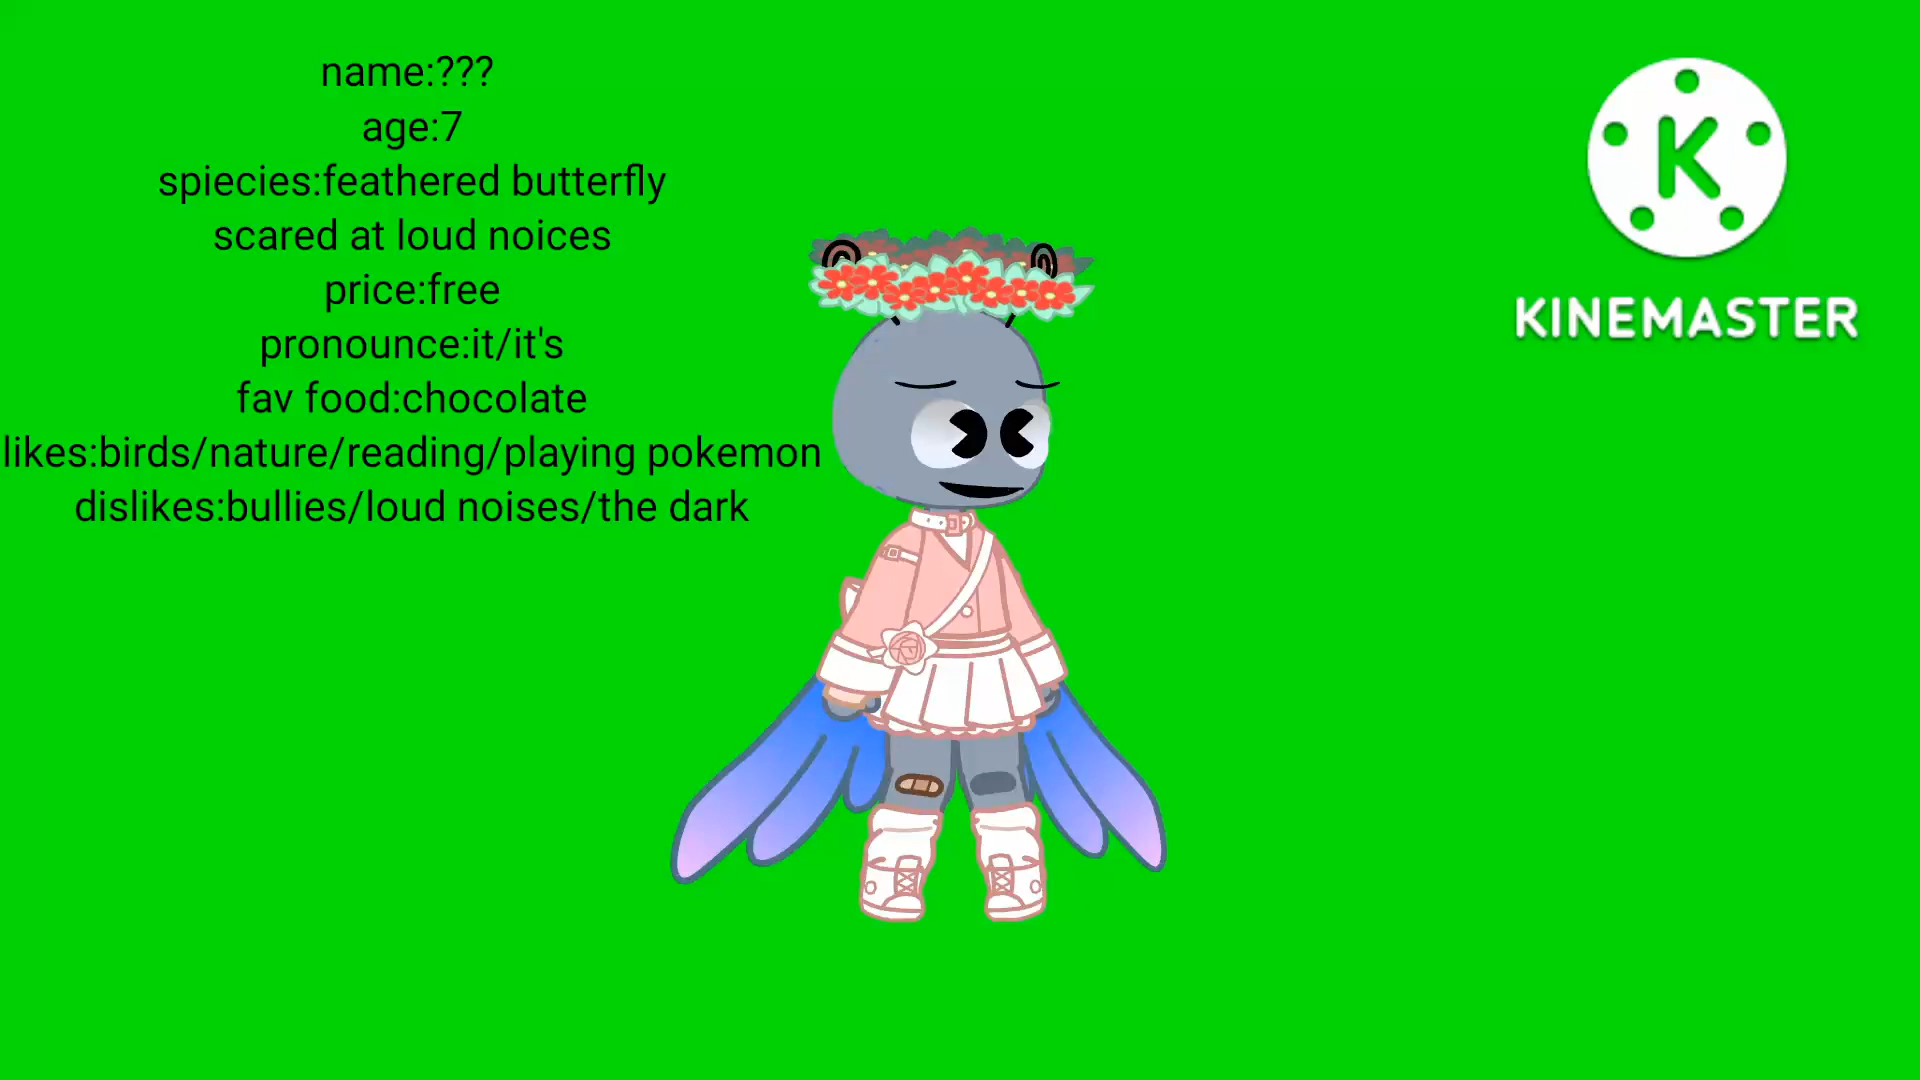 name:???
age:7
spiecies:feathered butterfly
scared at loud noices
price:free
pronounce:it/it's
fav food:chocolate
likes:birds/nature/reading/playing pokemon
dislikes:bullies/loud noises/the dark
K
KINEMASTER